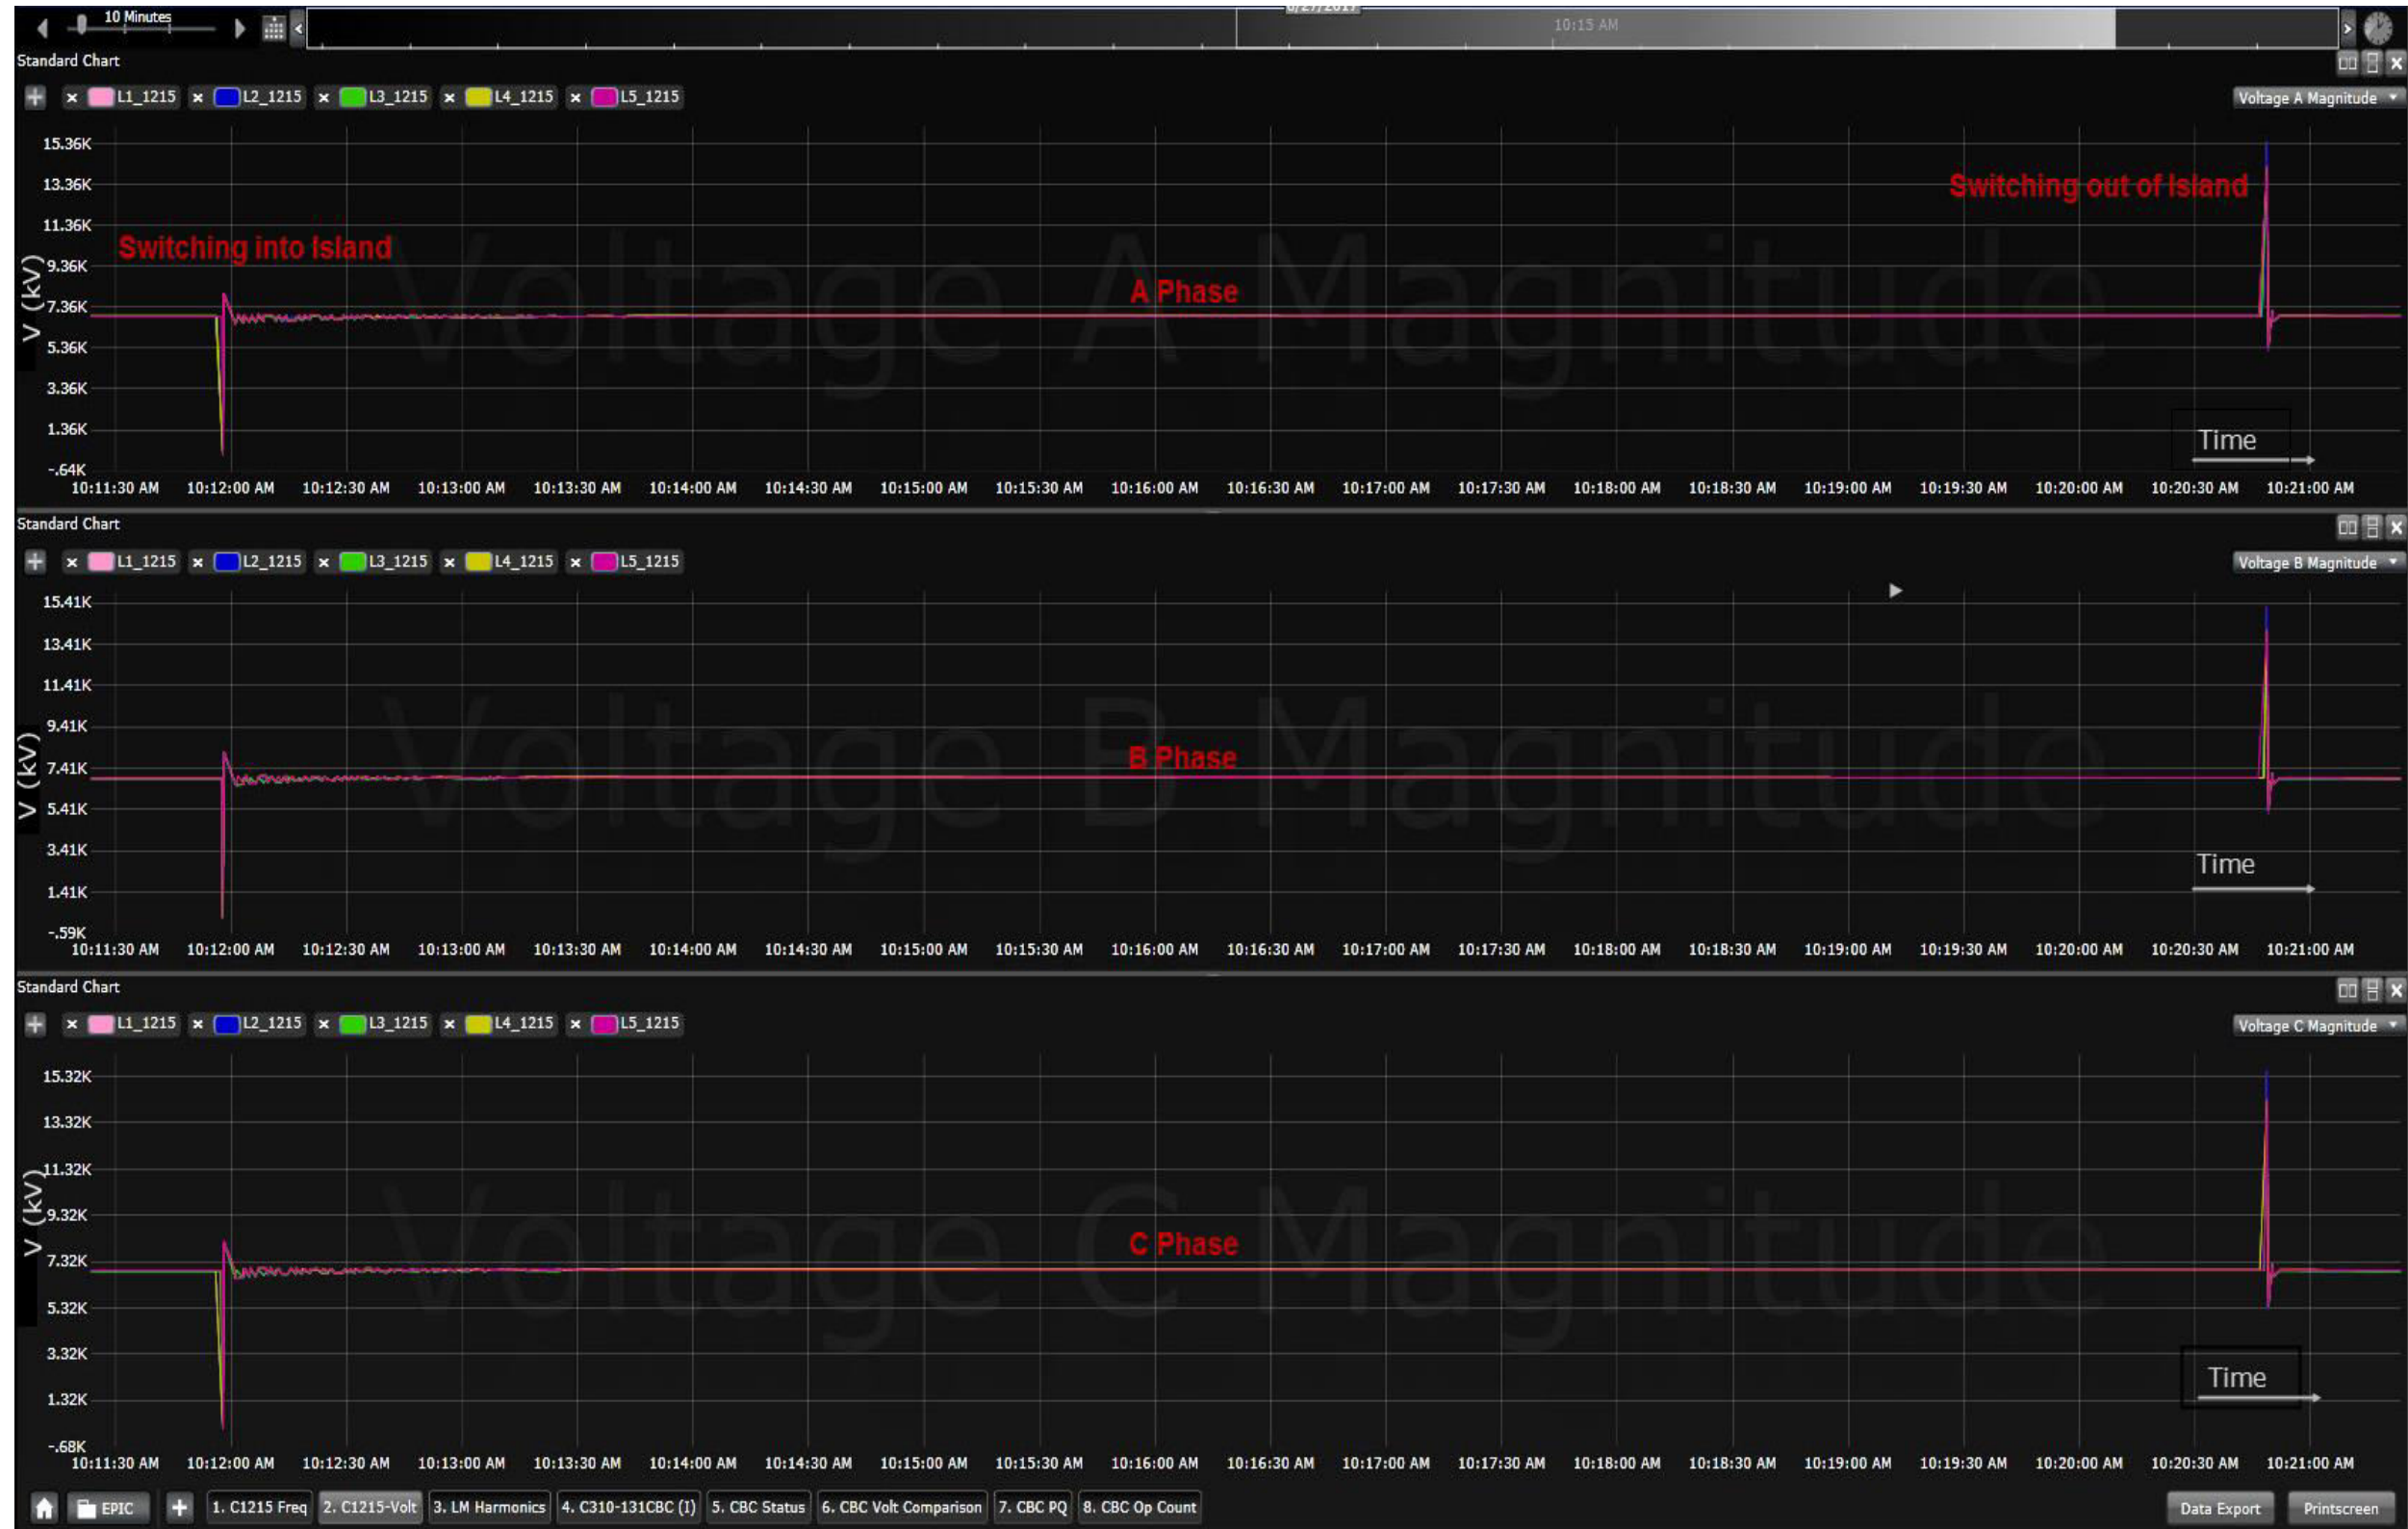 10 Minutes
10:15 AM
Standard Chart
L1_1215 L2_1215 L3_1215 L4_1215 L5_1215
Voltage A Magnitude
15.36K
13.36K
Switching out of Island
11.36K
Switching into Island
9.36K
V (kV)
Voltage A Magnitude
A Phase
7.36K
5.36K
3.36K
1.36K
Time
-.64K
10:11:30 AM 10:12:00 AM 10:12:30 AM 10:13:00 AM 10:13:30 AM 10:14:00 AM 10:14:30 AM 10:15:00 AM 10:15:30 AM 10:16:00 AM 10:16:30 AM 10:17:00 AM 10:17:30 AM 10:18:00 AM 10:18:30 AM 10:19:00 AM 10:19:30 AM 10:20:00 AM 10:20:30 AM 10:21:00 AM
Standard Chart
L1_1215 L2_1215 L3_1215 L4_1215 L5_1215
Voltage B Magnitude
15.41K
13.41K
11.41K
9.41K
V (kV)
Voltage B Magnitude
B Phase
7.41K
5.41K
3.41K
Time
1.41K
-.59K
10:11:30 AM 10:12:00 AM 10:12:30 AM 10:13:00 AM 10:13:30 AM 10:14:00 AM 10:14:30 AM 10:15:00 AM 10:15:30 AM 10:16:00 AM 10:16:30 AM 10:17:00 AM 10:17:30 AM 10:18:00 AM 10:18:30 AM 10:19:00 AM 10:19:30 AM 10:20:00 AM 10:20:30 AM 10:21:00 AM
Standard Chart
L1_1215 L2_1215 L3_1215 L4_1215 L5_1215
Voltage C Magnitude
15.32K
13.32K
11.32K
9.32K
V (kV)
Voltage C Magnitude
C Phase
7.32K
5.32K
3.32K
Time
1.32K
-.68K
10:11:30 AM 10:12:00 AM 10:12:30 AM 10:13:00 AM 10:13:30 AM 10:14:00 AM 10:14:30 AM 10:15:00 AM 10:15:30 AM 10:16:00 AM 10:16:30 AM 10:17:00 AM 10:17:30 AM 10:18:00 AM 10:18:30 AM 10:19:00 AM 10:19:30 AM 10:20:00 AM 10:20:30 AM 10:21:00 AM
EPIC 1. C1215 Freq 2. C1215-Volt 3. LM Harmonics 4. C310-131CBC (I) 5. CBC Status 6. CBC Volt Comparison 7. CBC PQ 8. CBC Op Count Data Export Printscreen